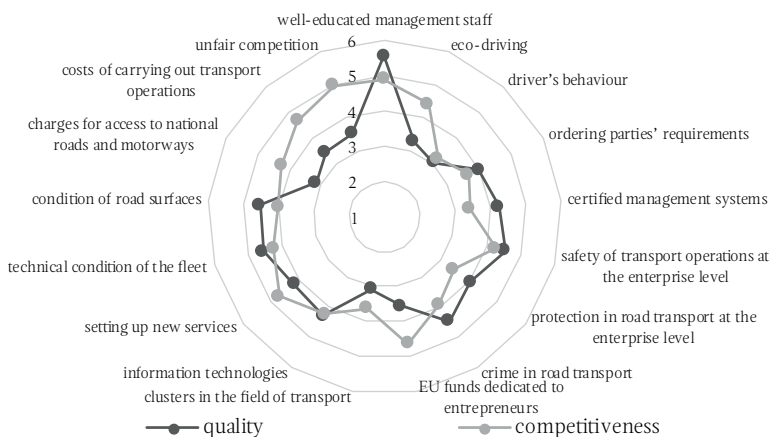 well-educated management staff
6
unfair competition
eco-driving
costs of carrying out transport
operations
5
driver's behaviour
4
charges for access to national
roads and motorways
ordering parties' requirements
3
2
condition of road surfaces
certified management systems
1
technical condition of the fleet
safety of transport operations at
the enterprise level
setting up new services
protection in road transport at the
enterprise level
information technologies
crime in road transport
clusters in the field of transport
EU funds dedicated to
entrepreneurs
quality
competitiveness